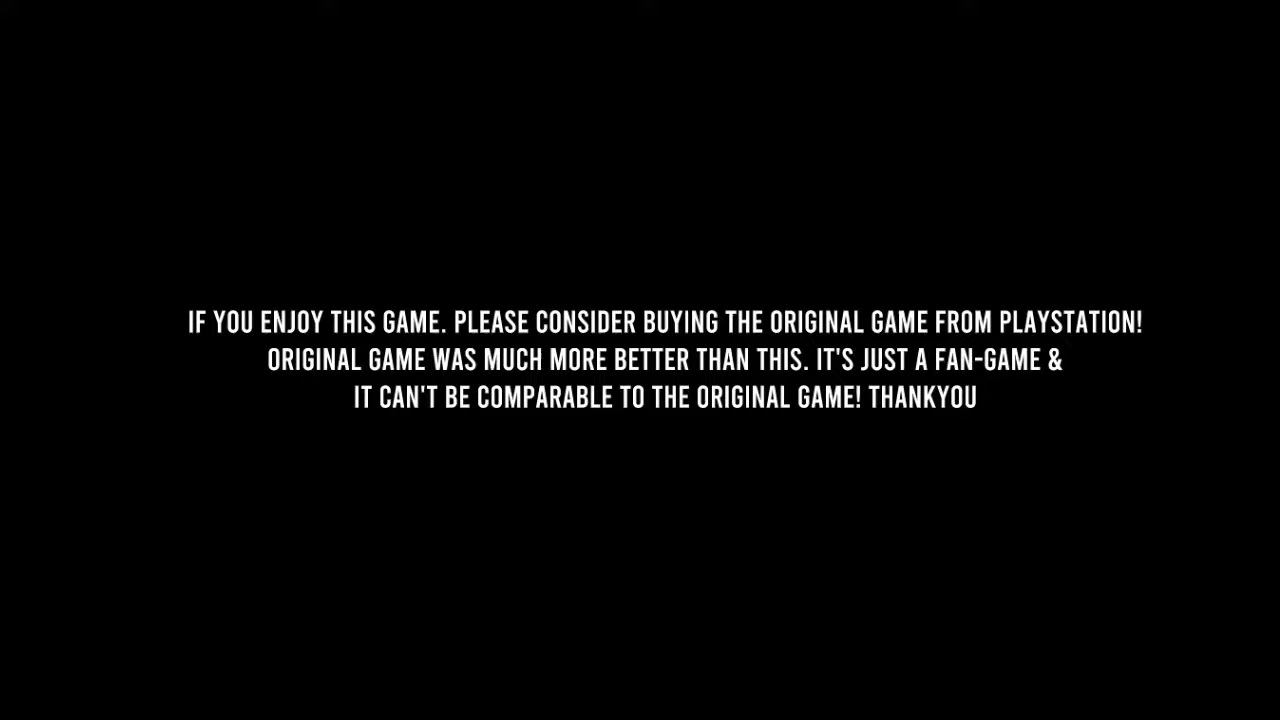 IF YOU ENJOY THIS GAME. PLEASE CONSIDER BUYING THE ORIGINAL GAME FROM PLAYSTATION!
ORIGINAL GAME WAS MUCH MORE BETTER THAN THIS. IT'S JUST A FAN-GAME &
IT CAN'T BE COMPARABLE TO THE ORIGINAL GAME! THANKYOU